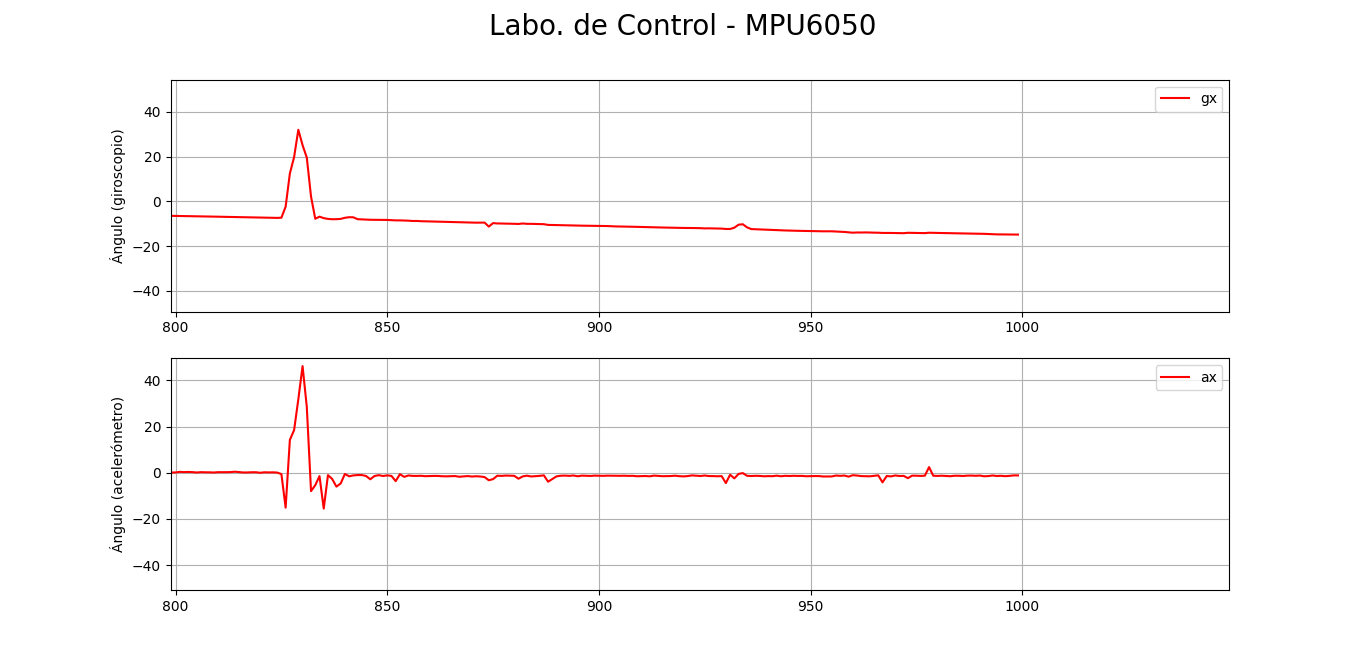 Labo. de Control - MPU6050
gx
40
20
0
−20
−40
Ángulo (giroscopio)
800 850 900 950 1000
ax
40
20
0
−20
−40
Ángulo (acelerómetro)
800 850 900 950 1000